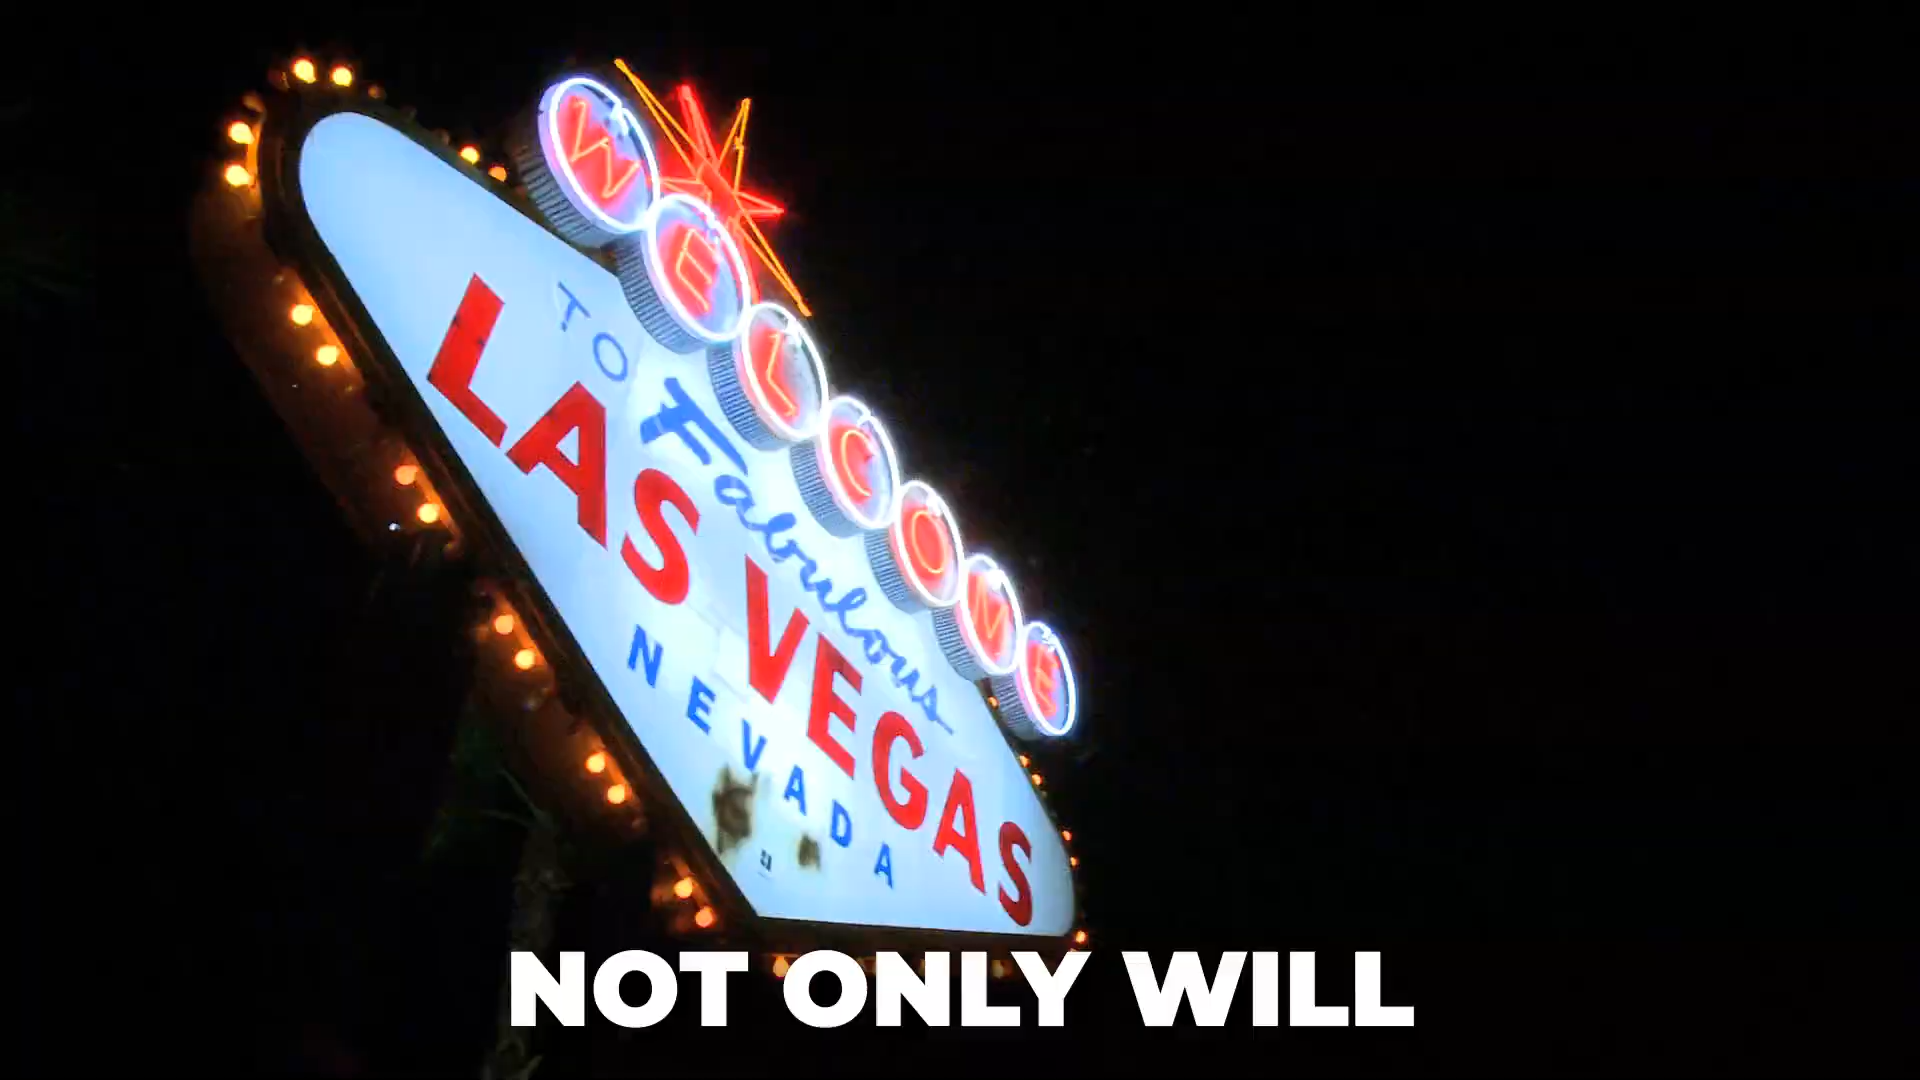 WELCOME
TO Fabulous
LAS VEGAS
NEVADA
NOT ONLY WILL